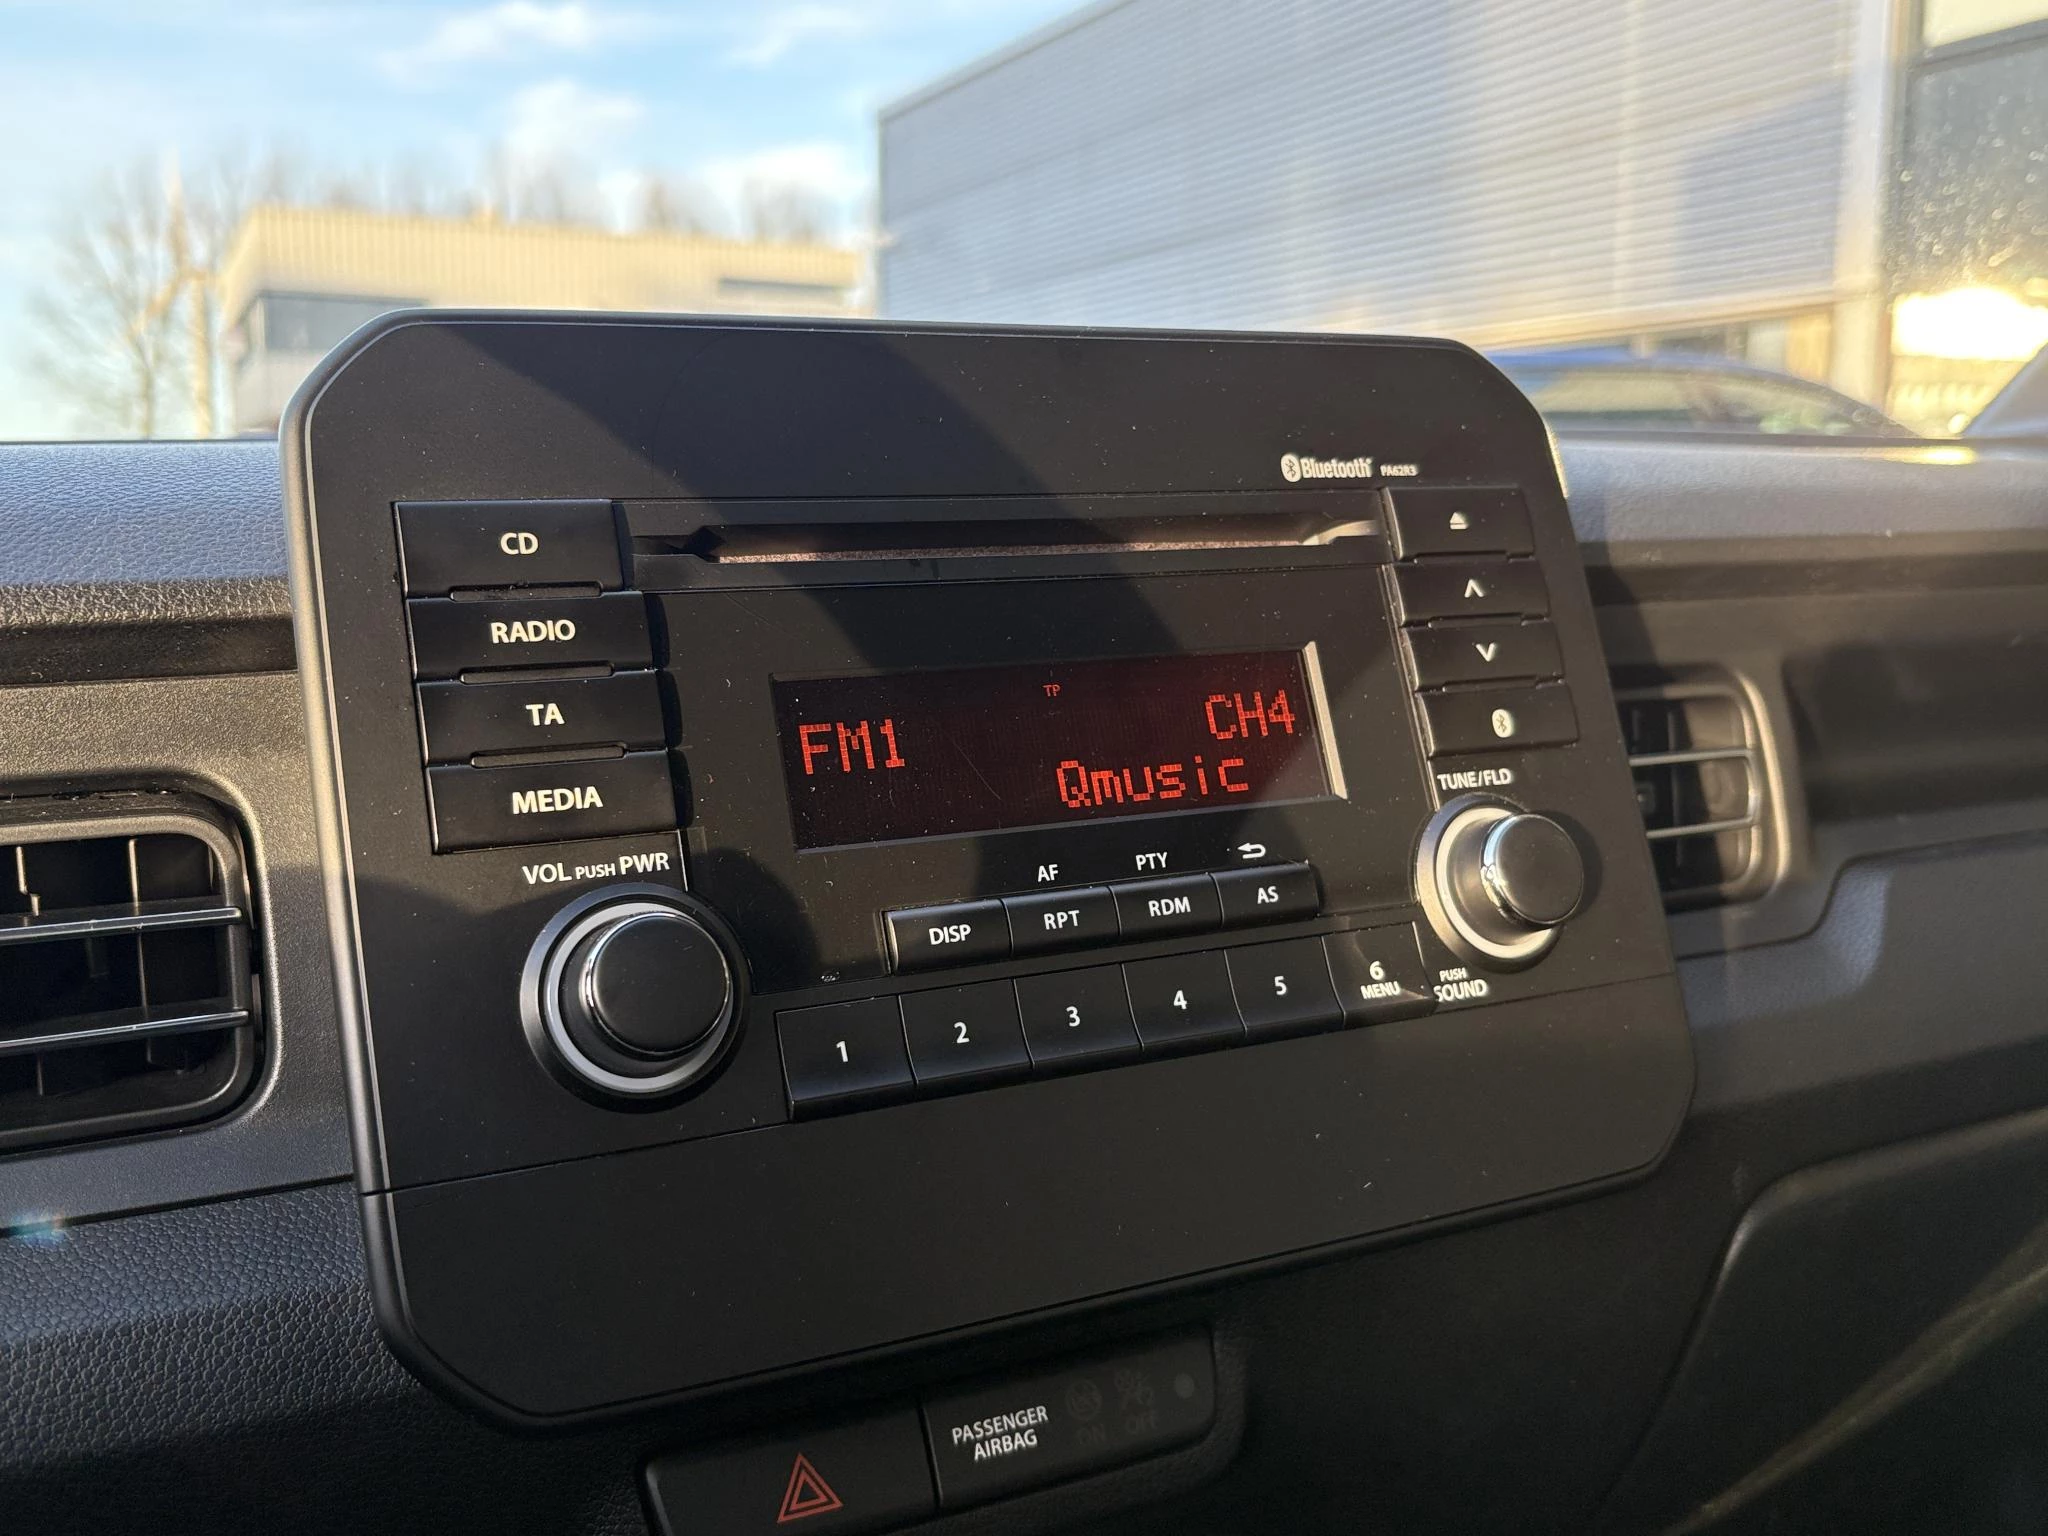 Bluetooth PA62R3
CD
RADIO
TA
MEDIA
TP
FM1
CH4
Qmusic
TUNE/FLD
VOL PUSH PWR
AF
PTY
DISP
RPT
RDM
AS
1
2
3
4
5
6
MENU
PUSH
SOUND
PASSENGER
AIRBAG
ON
OFF